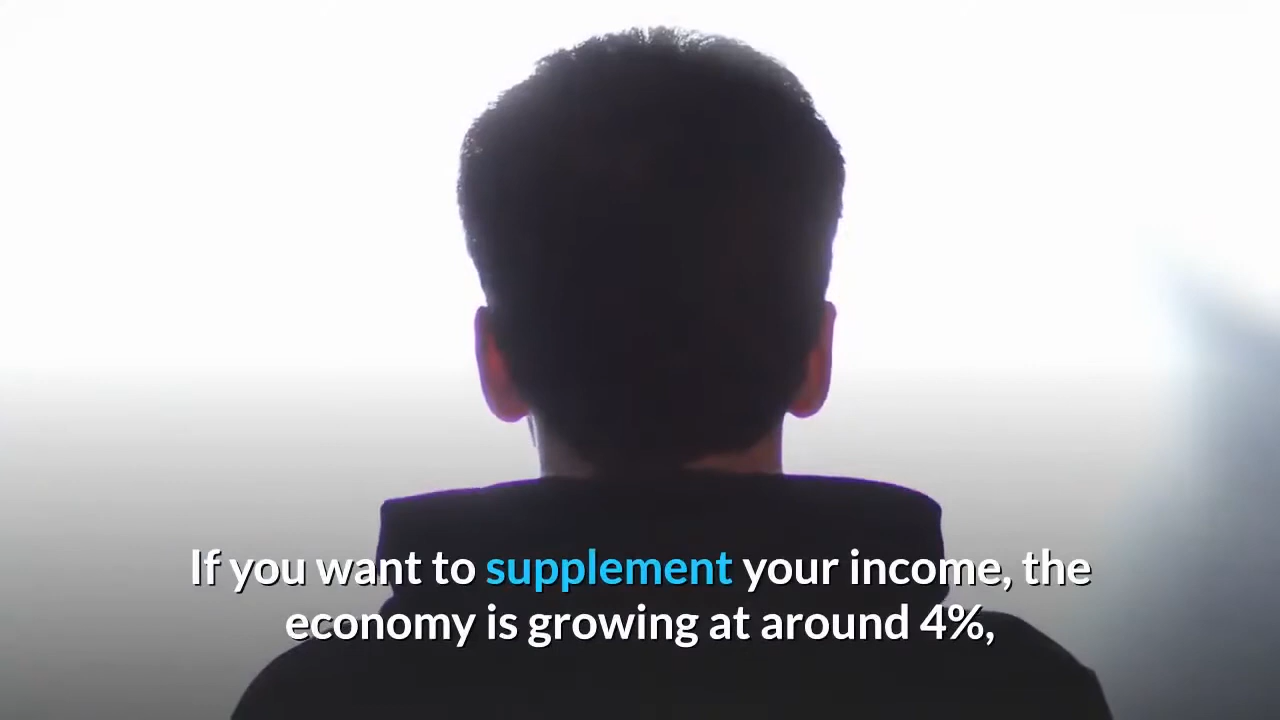 If you want to supplement your income, the
economy is growing at around 4%,